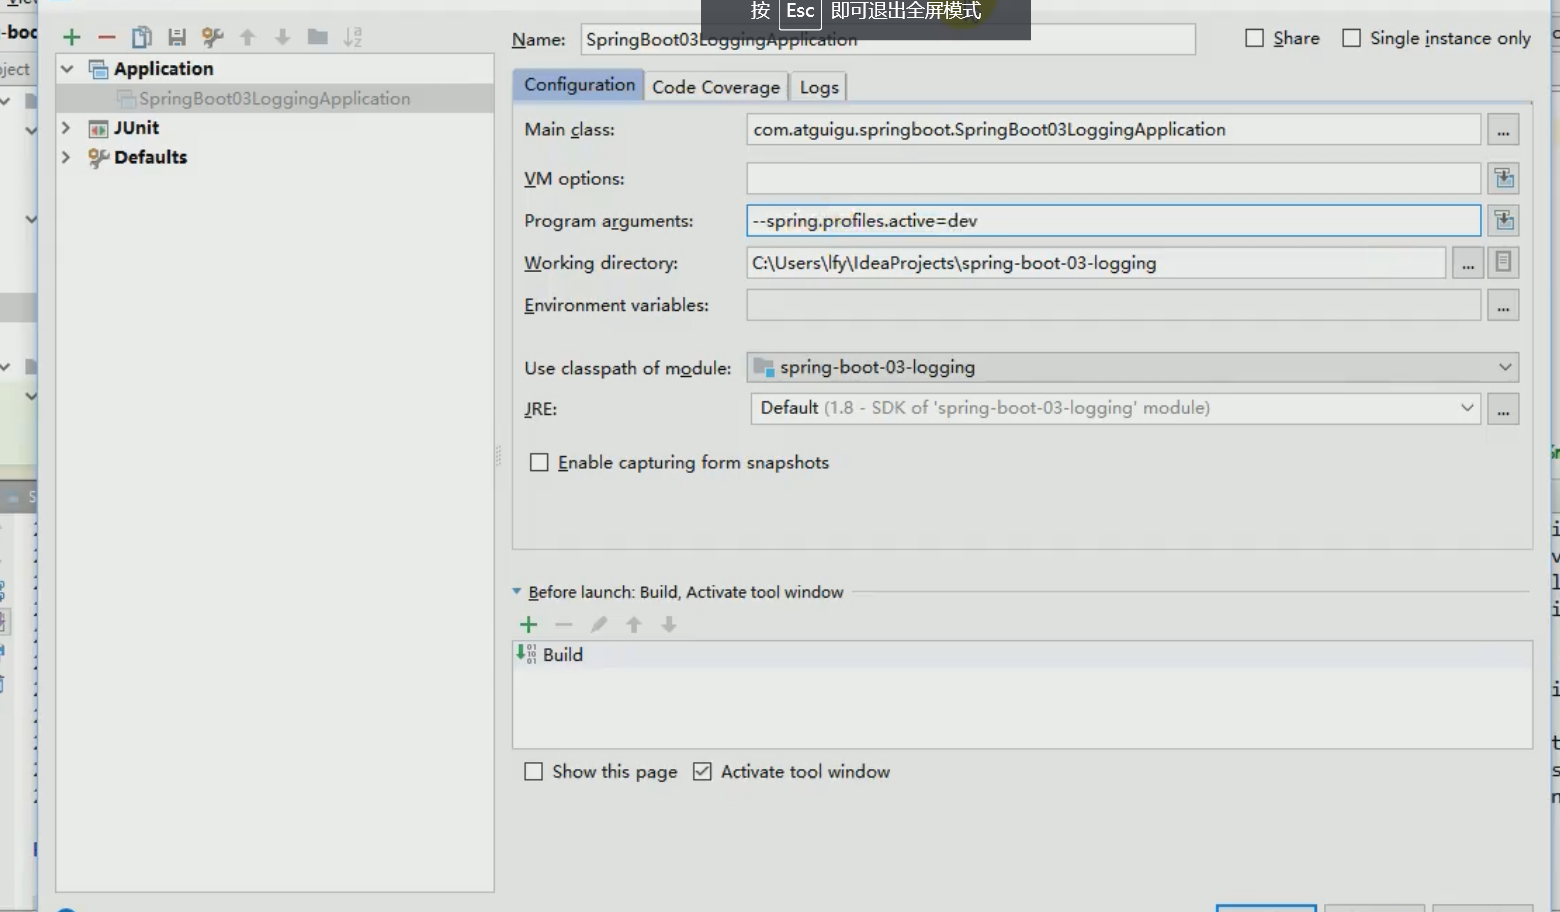 按 Esc 即可退出全屏模式
Name: SpringBoot03LoggingApplication
Share
Single instance only
Application
SpringBoot03LoggingApplication
JUnit
Defaults
Configuration
Code Coverage
Logs
Main class: com.atguigu.springboot.SpringBoot03LoggingApplication ...
VM options:
Program arguments: --spring.profiles.active=dev
Working directory: C:\Users\lfy\IdeaProjects\spring-boot-03-logging ...
Environment variables: ...
Use classpath of module: spring-boot-03-logging
JRE: Default (1.8 - SDK of 'spring-boot-03-logging' module) ...
Enable capturing form snapshots
Before launch: Build, Activate tool window
Build
Show this page
Activate tool window